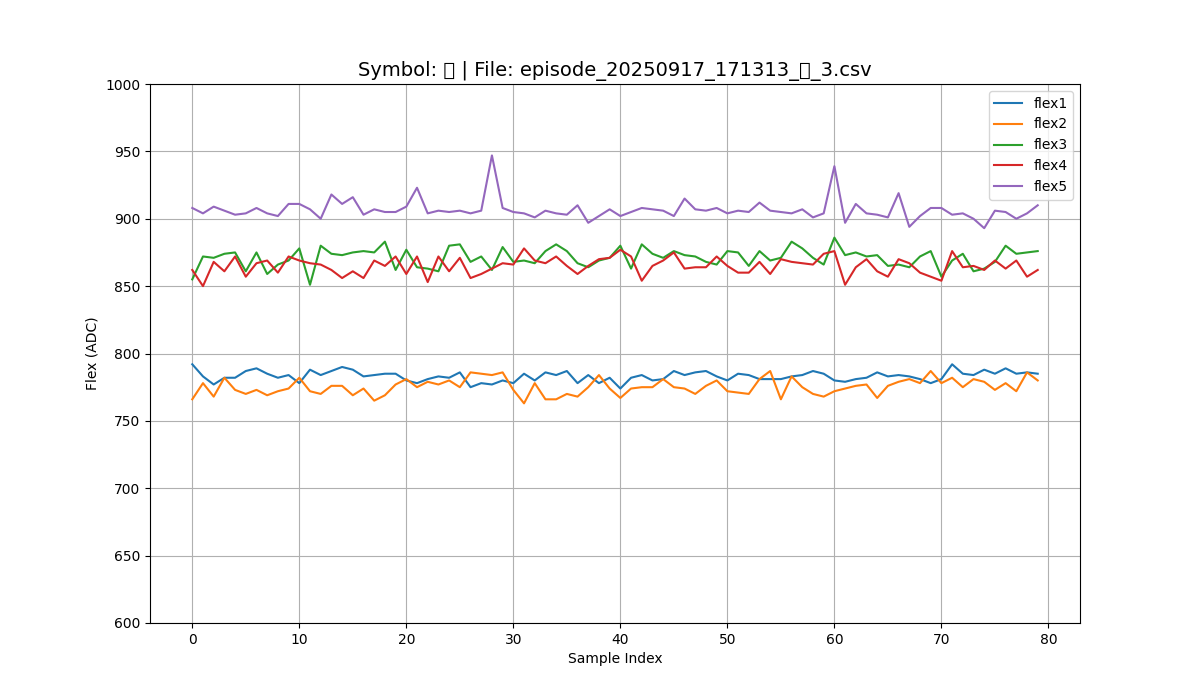 Symbol: ▯ | File: episode_20250917_171313_▯_3.csv
flex1
flex2
flex3
flex4
flex5
Flex (ADC)
1000
950
900
850
800
750
700
650
600
0 10 20 30 40 50 60 70 80
Sample Index